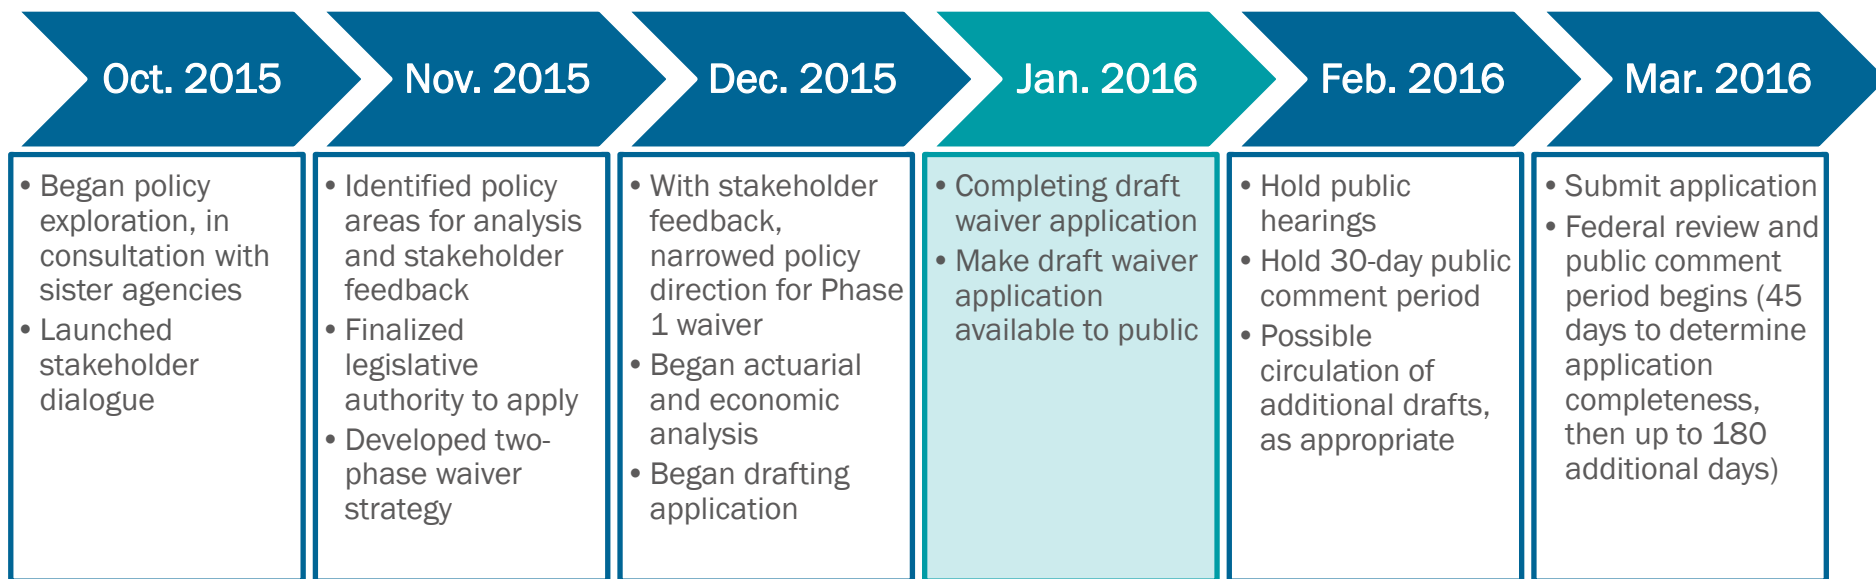 Oct. 2015
Nov. 2015
Dec. 2015
Jan. 2016
Feb. 2016
Mar. 2016
• Began policy
exploration, in
consultation with
sister agencies
• Launched
stakeholder
dialogue
• Identified policy
areas for analysis
and stakeholder
feedback
• Finalized
legislative
authority to apply
• Developed two-
phase waiver
strategy
• With stakeholder
feedback,
narrowed policy
direction for Phase
1 waiver
• Began actuarial
and economic
analysis
• Began drafting
application
• Completing draft
waiver application
• Make draft waiver
application
available to public
• Hold public
hearings
• Hold 30-day public
comment period
• Possible
circulation of
additional drafts,
as appropriate
• Submit application
• Federal review and
public comment
period begins (45
days to determine
application
completeness,
then up to 180
additional days)